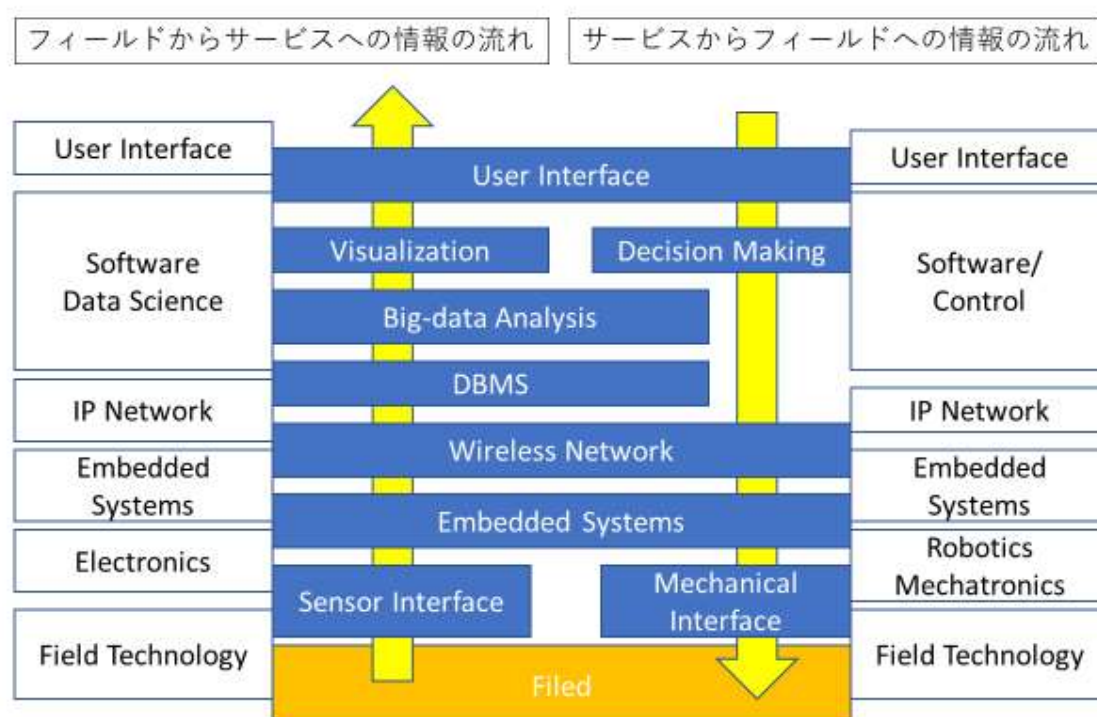 フィールドからサービスへの情報の流れ
サービスからフィールドへの情報の流れ
User Interface
Software
Data Science
IP Network
Embedded
Systems
Electronics
Field Technology
User Interface
Visualization
Decision Making
Big-data Analysis
DBMS
Wireless Network
Embedded Systems
Sensor Interface
Mechanical
Interface
Filed
User Interface
Software/
Control
IP Network
Embedded
Systems
Robotics
Mechatronics
Field Technology